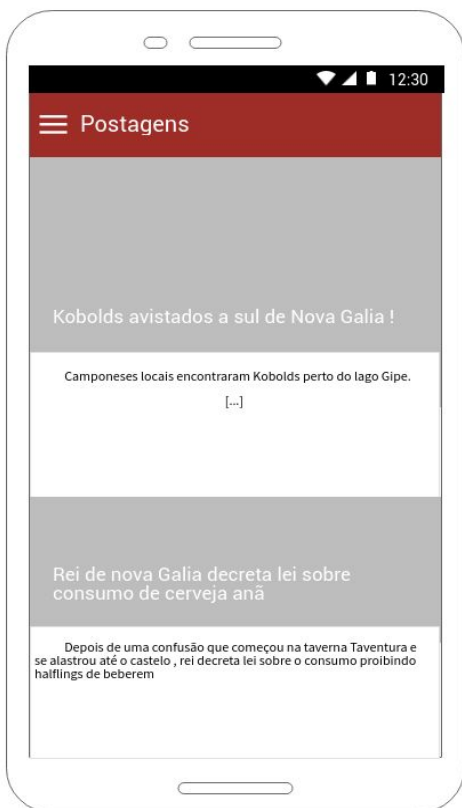 12:30
Postagens
Kobolds avistados a sul de Nova Galia !
Camponeses locais encontraram Kobolds perto do lago Gipe.
[...]
Rei de nova Galia decreta lei sobre
consumo de cerveja anã
Depois de uma confusão que começou na taverna Taventura e
se alastrou até o castelo , rei decreta lei sobre o consumo proibindo
halflings de beberem